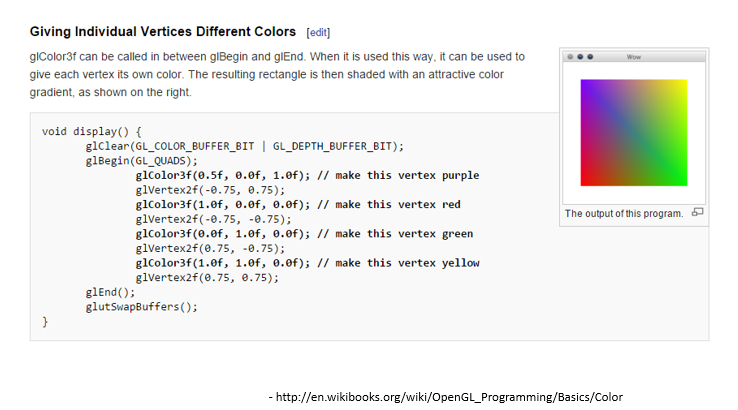 Giving Individual Vertices Different Colors [edit]
glColor3f can be called in between glBegin and glEnd. When it is used this way, it can be used to
give each vertex its own color. The resulting rectangle is then shaded with an attractive color
gradient, as shown on the right.
Wow
The output of this program.
void display() {
glClear(GL_COLOR_BUFFER_BIT | GL_DEPTH_BUFFER_BIT);
glBegin(GL_QUADS);
glColor3f(0.5f, 0.0f, 1.0f); // make this vertex purple
glVertex2f(-0.75, 0.75);
glColor3f(1.0f, 0.0f, 0.0f); // make this vertex red
glVertex2f(-0.75, -0.75);
glColor3f(0.0f, 1.0f, 0.0f); // make this vertex green
glVertex2f(0.75, -0.75);
glColor3f(1.0f, 1.0f, 0.0f); // make this vertex yellow
glVertex2f(0.75, 0.75);
glEnd();
glutSwapBuffers();
}
- http://en.wikibooks.org/wiki/OpenGL_Programming/Basics/Color